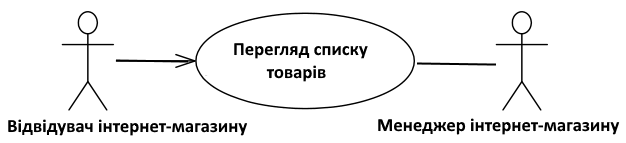 Перегляд списку
товарів
Відвідувач інтернет-магазину
Менеджер інтернет-магазину